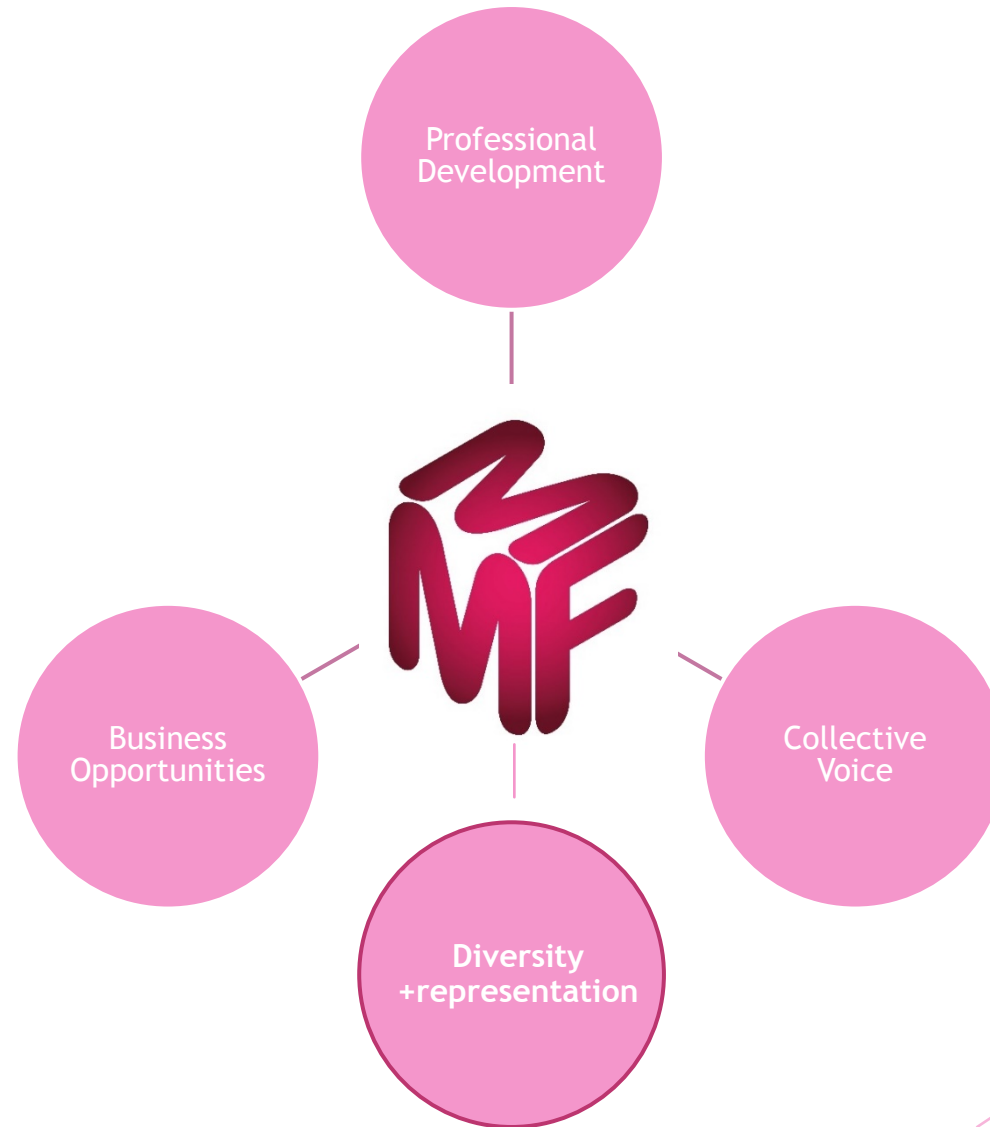 Professional
Development
MMF
Business
Opportunities
Collective
Voice
Diversity
+representation